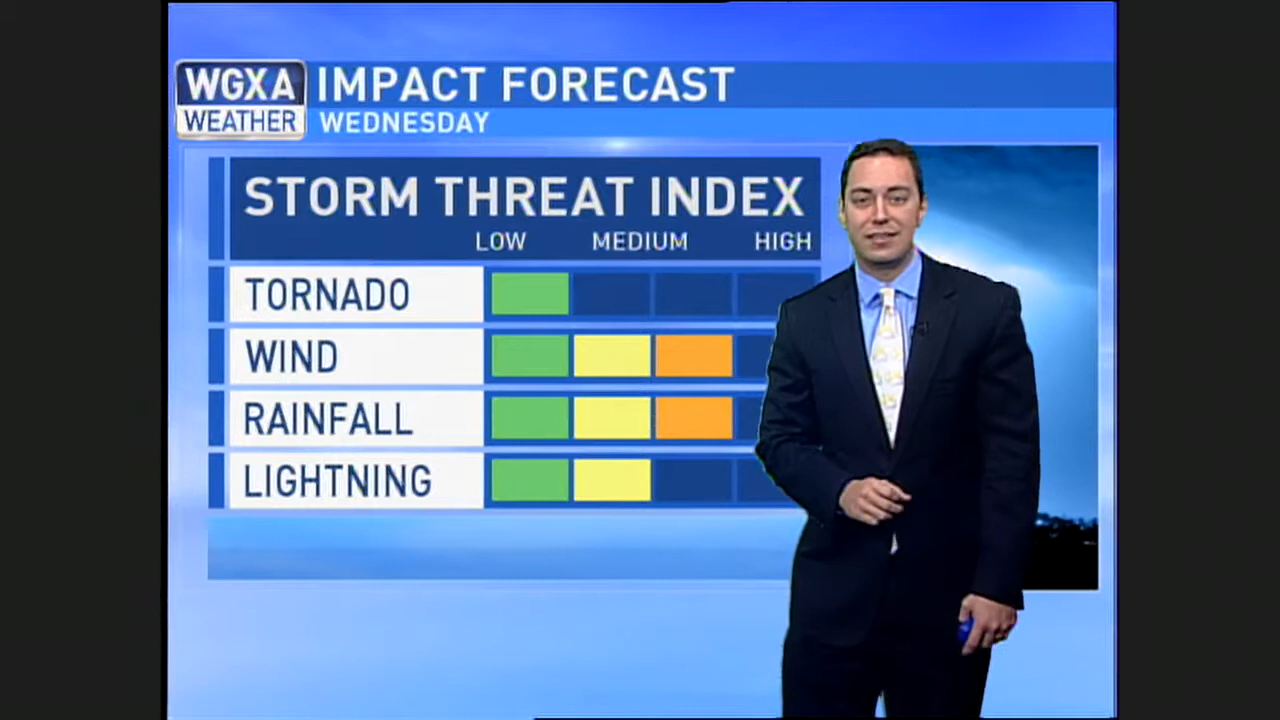 WGXA
WEATHER
IMPACT FORECAST
WEDNESDAY
STORM THREAT INDEX
LOW MEDIUM HIGH
TORNADO
WIND
RAINFALL
LIGHTNING